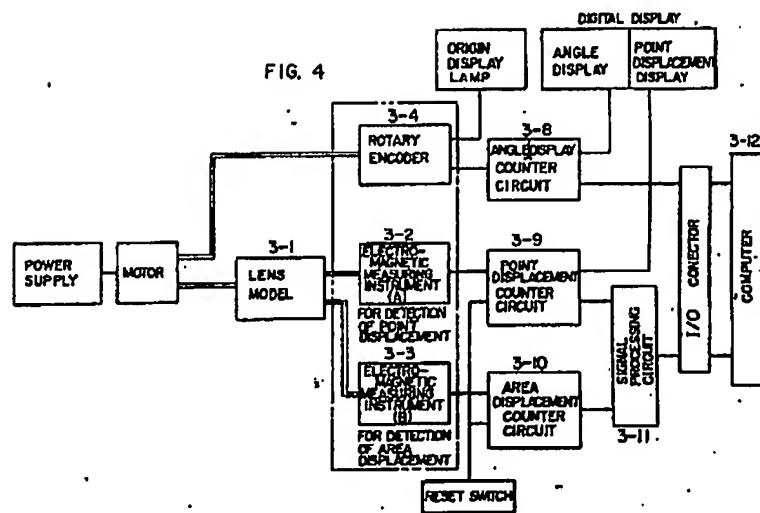 FIG. 4
ORIGIN
DISPLAY
LAMP
DIGITAL DISPLAY
ANGLE
DISPLAY
POINT
DISPLACEMENT
DISPLAY
3-4
ROTARY
ENCODER
3-8
ANGLE DISPLAY
COUNTER
CIRCUIT
3-12
COMPUTER
I/O CONECTOR
POWER
SUPPLY
MOTOR
3-1
LENS
MODEL
3-2
ELECTRO-
MAGNETIC
MEASURING
INSTRUMENT
(A)
FOR DETECTION
OF POINT
DISPLACEMENT
3-9
POINT
DISPLACEMENT
COUNTER
CIRCUIT
SIGNAL
PROCESSING
CIRCUIT
3-11
3-3
ELECTRO-
MAGNETIC
MEASURING
INSTRUMENT
(B)
FOR DETECTION
OF AREA
DISPLACEMENT
3-10
AREA
DISPLACEMENT
COUNTER
CIRCUIT
RESET SWITCH